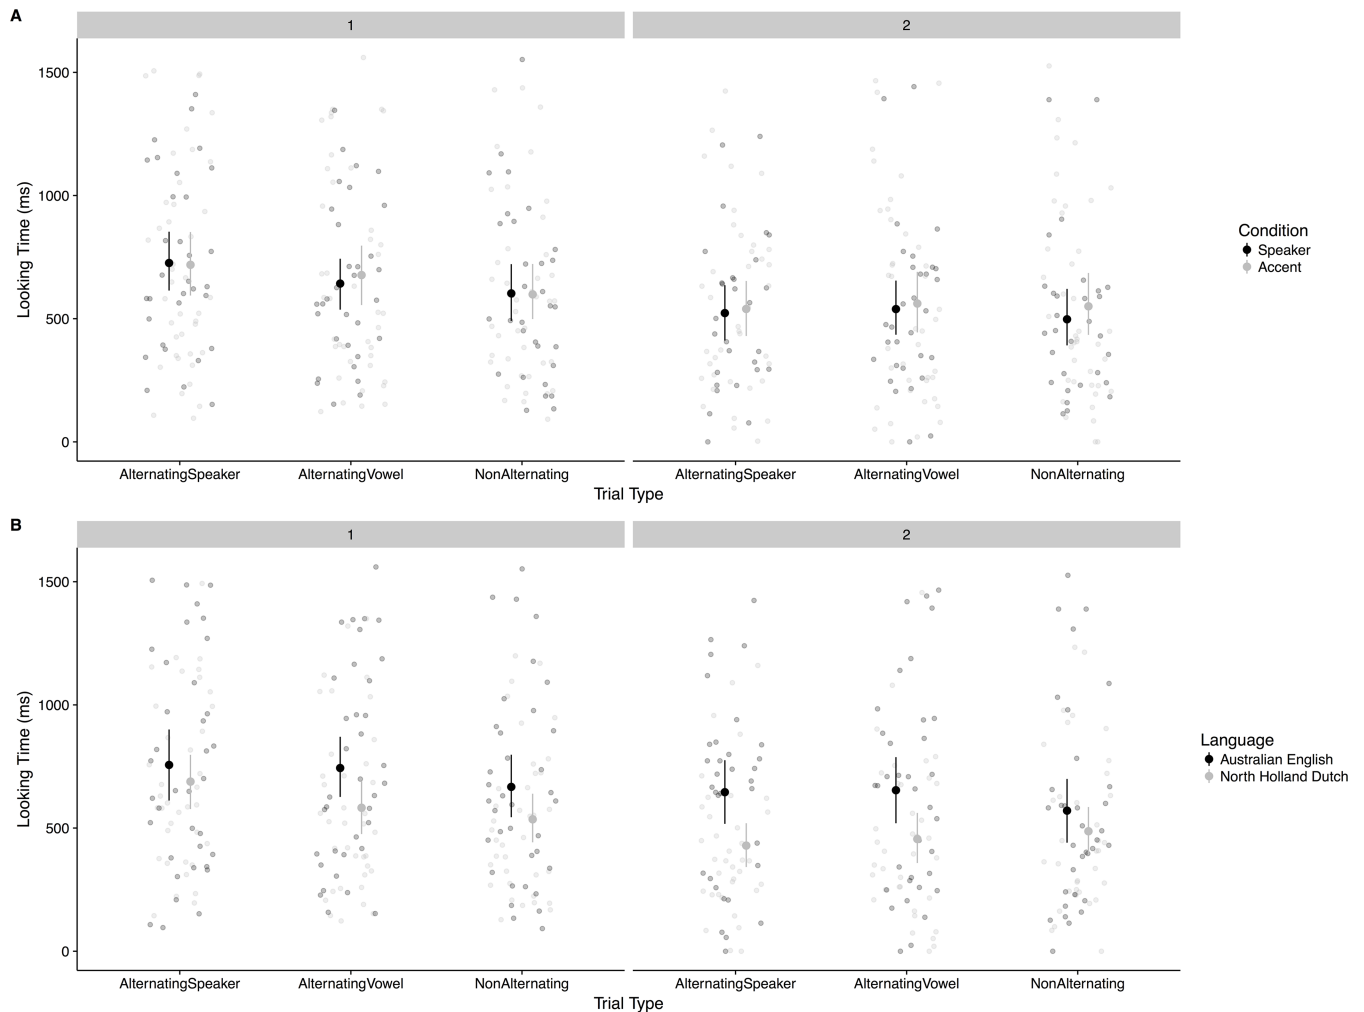 A
1
2
1500
1000
500
0
Looking Time (ms)
AlternatingSpeaker
AlternatingVowel
NonAlternating
AlternatingSpeaker
AlternatingVowel
NonAlternating
Trial Type
Condition
Speaker
Accent
B
1
2
1500
1000
500
0
Looking Time (ms)
AlternatingSpeaker
AlternatingVowel
NonAlternating
AlternatingSpeaker
AlternatingVowel
NonAlternating
Trial Type
Language
Australian English
North Holland Dutch